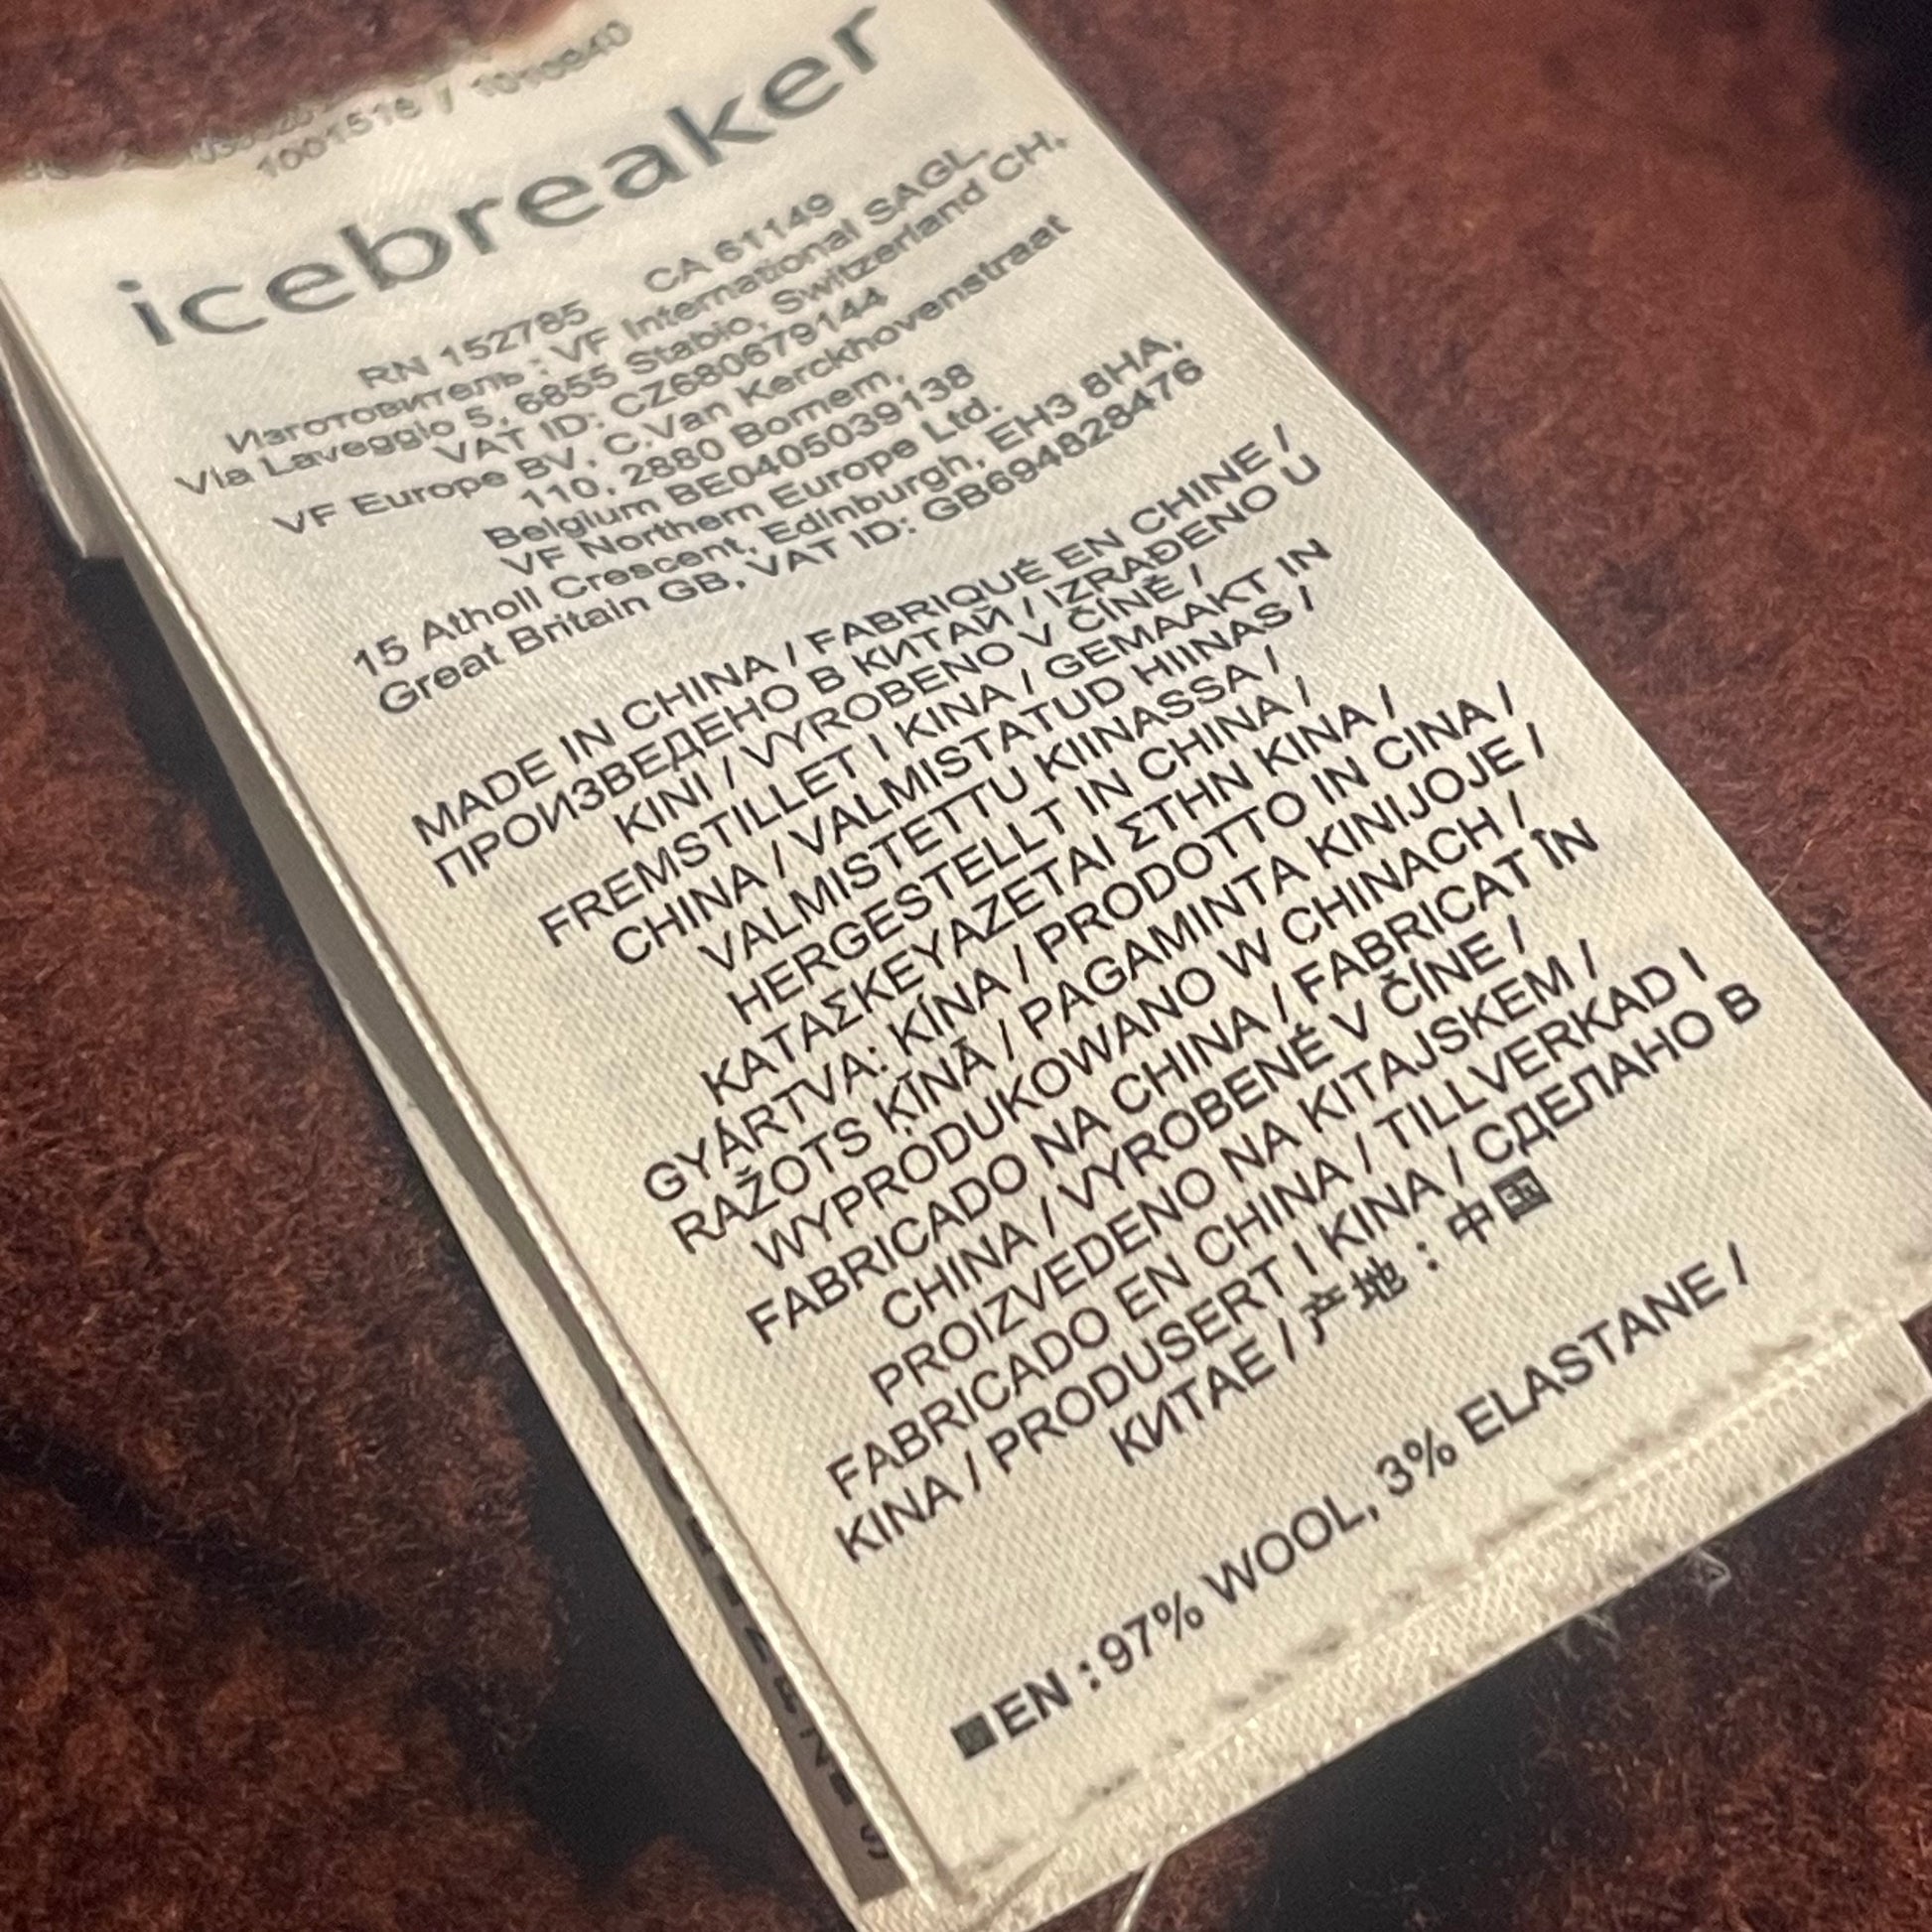 1001516 / 1010940
icebreaker
RN 152785 CA 61149
Изготовитель : VF International SAGL,
Via Laveggio 5, 6855 Stabio, Switzerland CH,
VAT ID: CZ680679144
VF Europe BV, C.Van Kerckhovenstraat
110, 2880 Bornem,
Belgium BE0405039138
VF Northern Europe Ltd.
15 Atholl Crescent, Edinburgh, EH3 8HA,
Great Britain GB, VAT ID: GB694828476
MADE IN CHINA / FABRIQUÉ EN CHINE /
ПРОИЗВЕДЕНО В КИТАЙ / IZRAĐENO U
KINI / VYROBENO V ČÍNĚ /
FREMSTILLET I KINA / GEMAAKT IN
CHINA / VALMISTATUD HIINAS /
VALMISTETTU KIINASSA /
HERGESTELLT IN CHINA /
ΚΑΤΑΣΚΕΥΑΖΕΤΑΙ ΣΤΗΝ ΚΙΝΑ /
GYÁRTVA: KÍNA / PRODOTTO IN CINA /
RAŽOTS ĶĪNĀ / PAGAMINTA KINIJOJE /
WYPRODUKOWANO W CHINACH /
FABRICADO NA CHINA / FABRICAT ÎN
CHINA / VYROBENÉ V ČÍNE /
PROIZVEDENO NA KITAJSKEM /
FABRICADO EN CHINA / TILLVERKAD I
KINA / PRODUSERT I KINA / СДЕЛАНО В
КИТАЕ / 产地 : 中国
■EN : 97% WOOL, 3% ELASTANE /